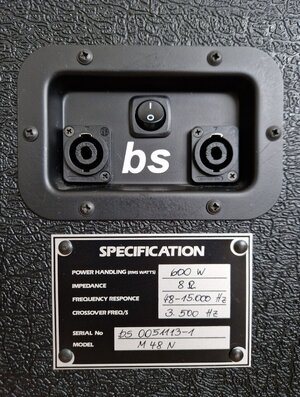 I
O
bs
SPECIFICATION
POWER HANDLING (RMS WATTS) 600 W
IMPEDANCE 8 Ω
FREQUENCY RESPONCE 48-15.000 Hz
CROSSOVER FREQ/S 3.500 Hz
SERIAL No bs 0051113-1
MODEL M 48 N